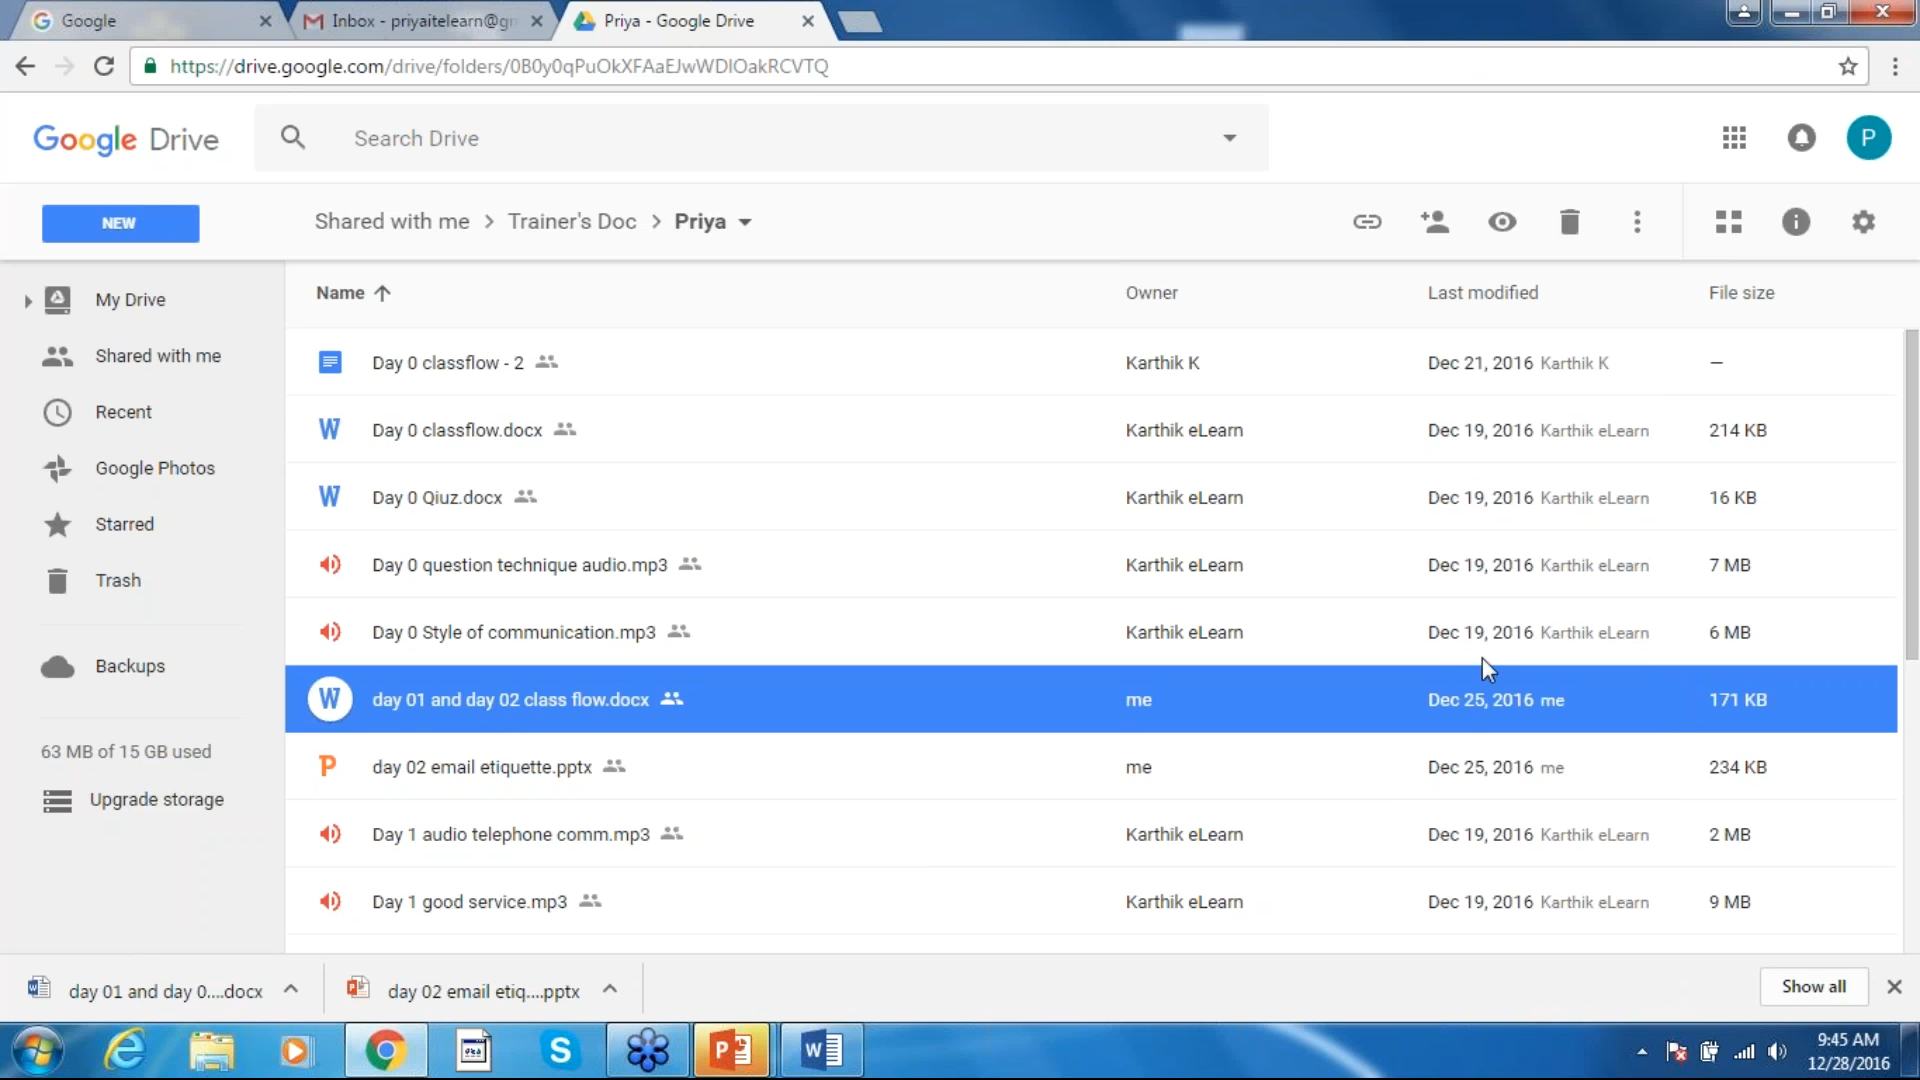 Google
Inbox - priyaitelearn@gm
Priya - Google Drive
https://drive.google.com/drive/folders/0B0y0qPuOkXFAaEJwWDlOakRCVTQ
Google Drive
Search Drive
P
NEW
Shared with me > Trainer's Doc > Priya
My Drive
Shared with me
Recent
Google Photos
Starred
Trash
Backups
63 MB of 15 GB used
Upgrade storage
Name Owner Last modified File size
Day 0 classflow - 2 Karthik K Dec 21, 2016 Karthik K –
Day 0 classflow.docx Karthik eLearn Dec 19, 2016 Karthik eLearn 214 KB
Day 0 Qiuz.docx Karthik eLearn Dec 19, 2016 Karthik eLearn 16 KB
Day 0 question technique audio.mp3 Karthik eLearn Dec 19, 2016 Karthik eLearn 7 MB
Day 0 Style of communication.mp3 Karthik eLearn Dec 19, 2016 Karthik eLearn 6 MB
day 01 and day 02 class flow.docx me Dec 25, 2016 me 171 KB
day 02 email etiquette.pptx me Dec 25, 2016 me 234 KB
Day 1 audio telephone comm.mp3 Karthik eLearn Dec 19, 2016 Karthik eLearn 2 MB
Day 1 good service.mp3 Karthik eLearn Dec 19, 2016 Karthik eLearn 9 MB
day 01 and day 0....docx
day 02 email etiq....pptx
Show all
9:45 AM
12/28/2016